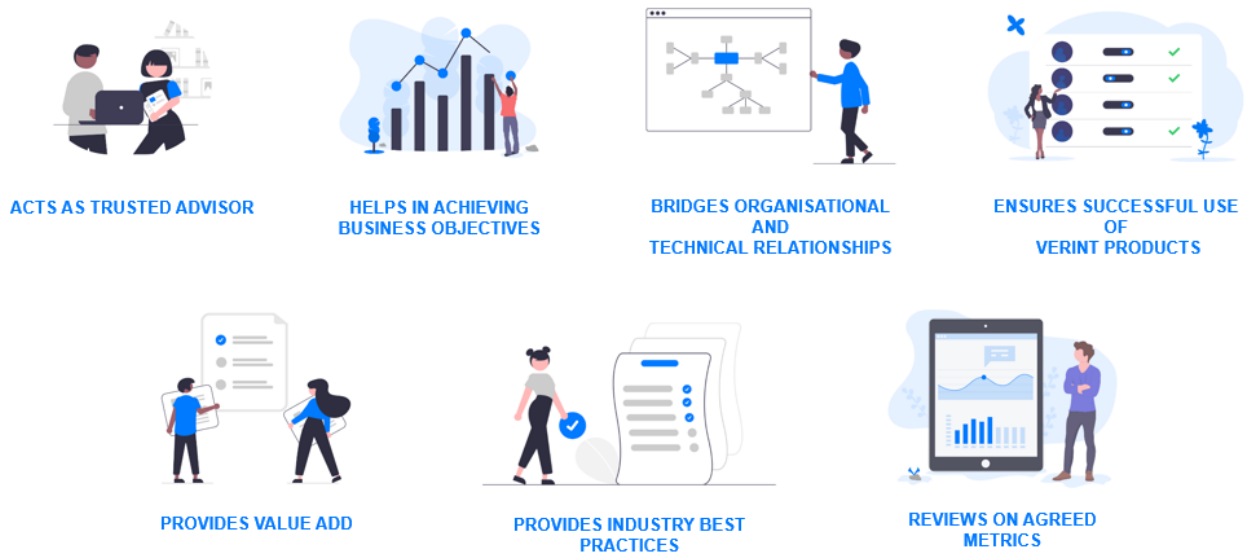 ACTS AS TRUSTED ADVISOR
HELPS IN ACHIEVING
BUSINESS OBJECTIVES
BRIDGES ORGANISATIONAL
AND
TECHNICAL RELATIONSHIPS
ENSURES SUCCESSFUL USE
OF
VERINT PRODUCTS
PROVIDES VALUE ADD
PROVIDES INDUSTRY BEST
PRACTICES
REVIEWS ON AGREED
METRICS